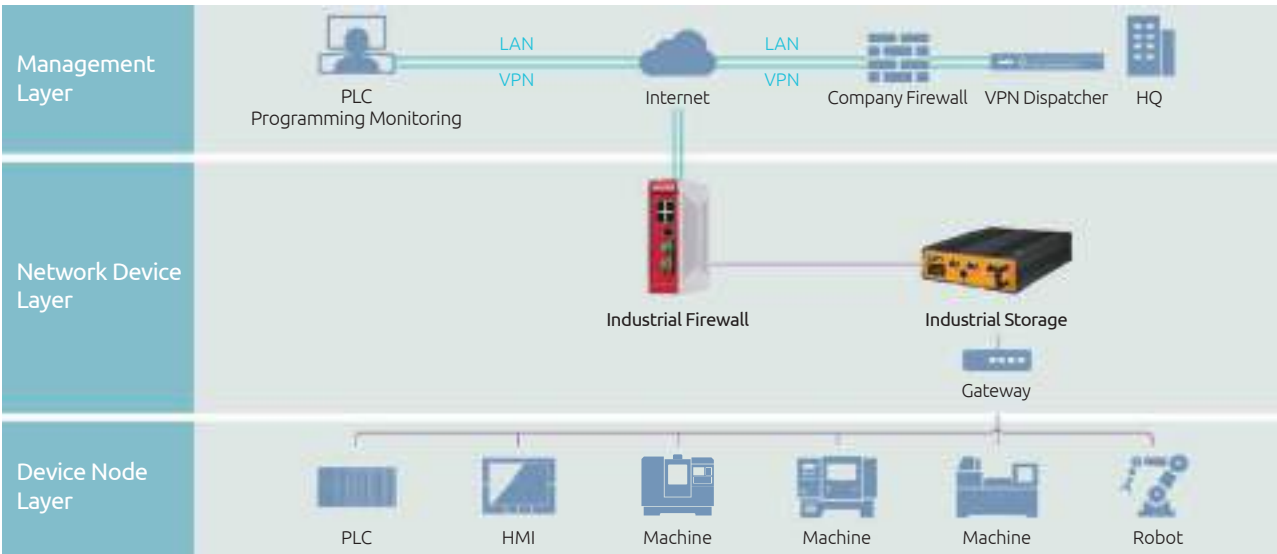 Management
Layer
LAN
VPN
LAN
VPN
PLC
Programming Monitoring
Internet
Company Firewall
VPN Dispatcher
HQ
Network Device
Layer
Industrial Firewall
Industrial Storage
Gateway
Device Node
Layer
PLC
HMI
Machine
Machine
Machine
Robot